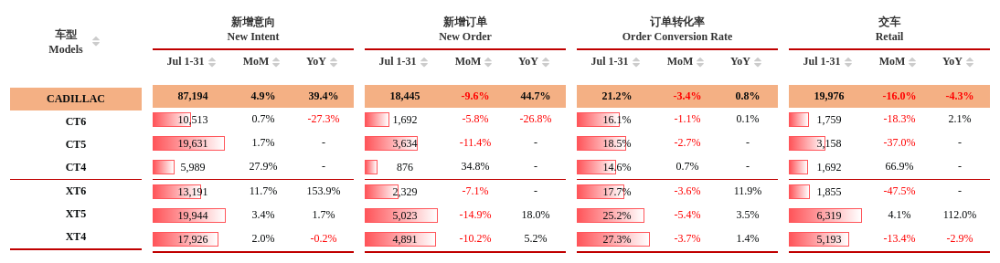 车型
Models
新增意向
New Intent
新增订单
New Order
订单转化率
Order Conversion Rate
交车
Retail
Jul 1-31 MoM YoY Jul 1-31 MoM YoY Jul 1-31 MoM YoY Jul 1-31 MoM YoY
CADILLAC 87,194 4.9% 39.4% 18,445 -9.6% 44.7% 21.2% -3.4% 0.8% 19,976 -16.0% -4.3%
CT6 10,513 0.7% -27.3% 1,692 -5.8% -26.8% 16.1% -1.1% 0.1% 1,759 -18.3% 2.1%
CT5 19,631 1.7% - 3,634 -11.4% - 18.5% -2.7% - 3,158 -37.0% -
CT4 5,989 27.9% - 876 34.8% - 14.6% 0.7% - 1,692 66.9% -
XT6 13,191 11.7% 153.9% 2,329 -7.1% - 17.7% -3.6% 11.9% 1,855 -47.5% -
XT5 19,944 3.4% 1.7% 5,023 -14.9% 18.0% 25.2% -5.4% 3.5% 6,319 4.1% 112.0%
XT4 17,926 2.0% -0.2% 4,891 -10.2% 5.2% 27.3% -3.7% 1.4% 5,193 -13.4% -2.9%